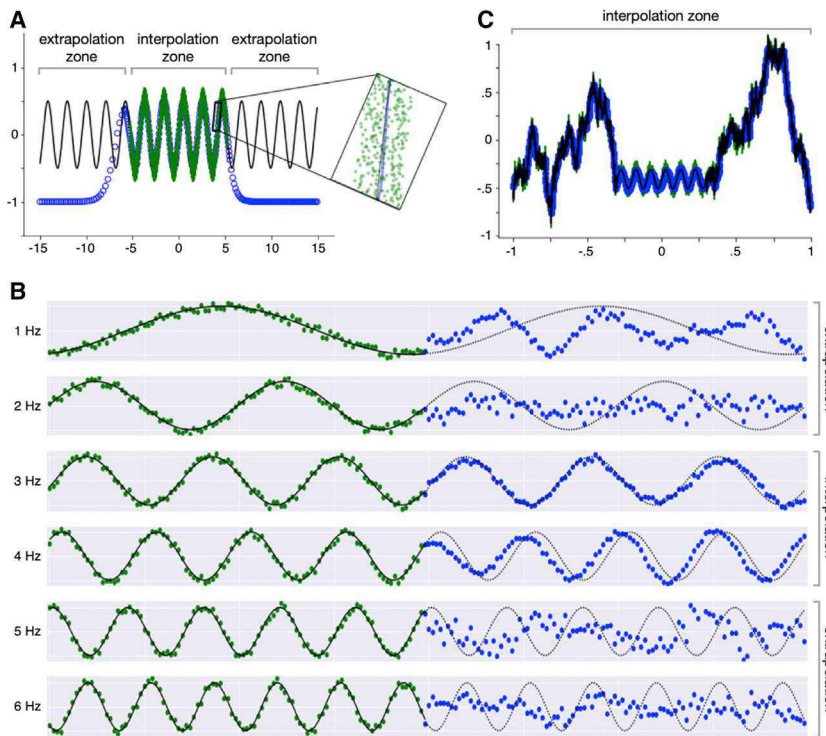 A
extrapolation zone
interpolation zone
extrapolation zone
1
0
-1
-15
-10
-5
0
5
10
15
C
interpolation zone
1
.5
0
-.5
-1
-1
-.5
0
.5
1
B
1 Hz
2 Hz
3 Hz
4 Hz
5 Hz
6 Hz